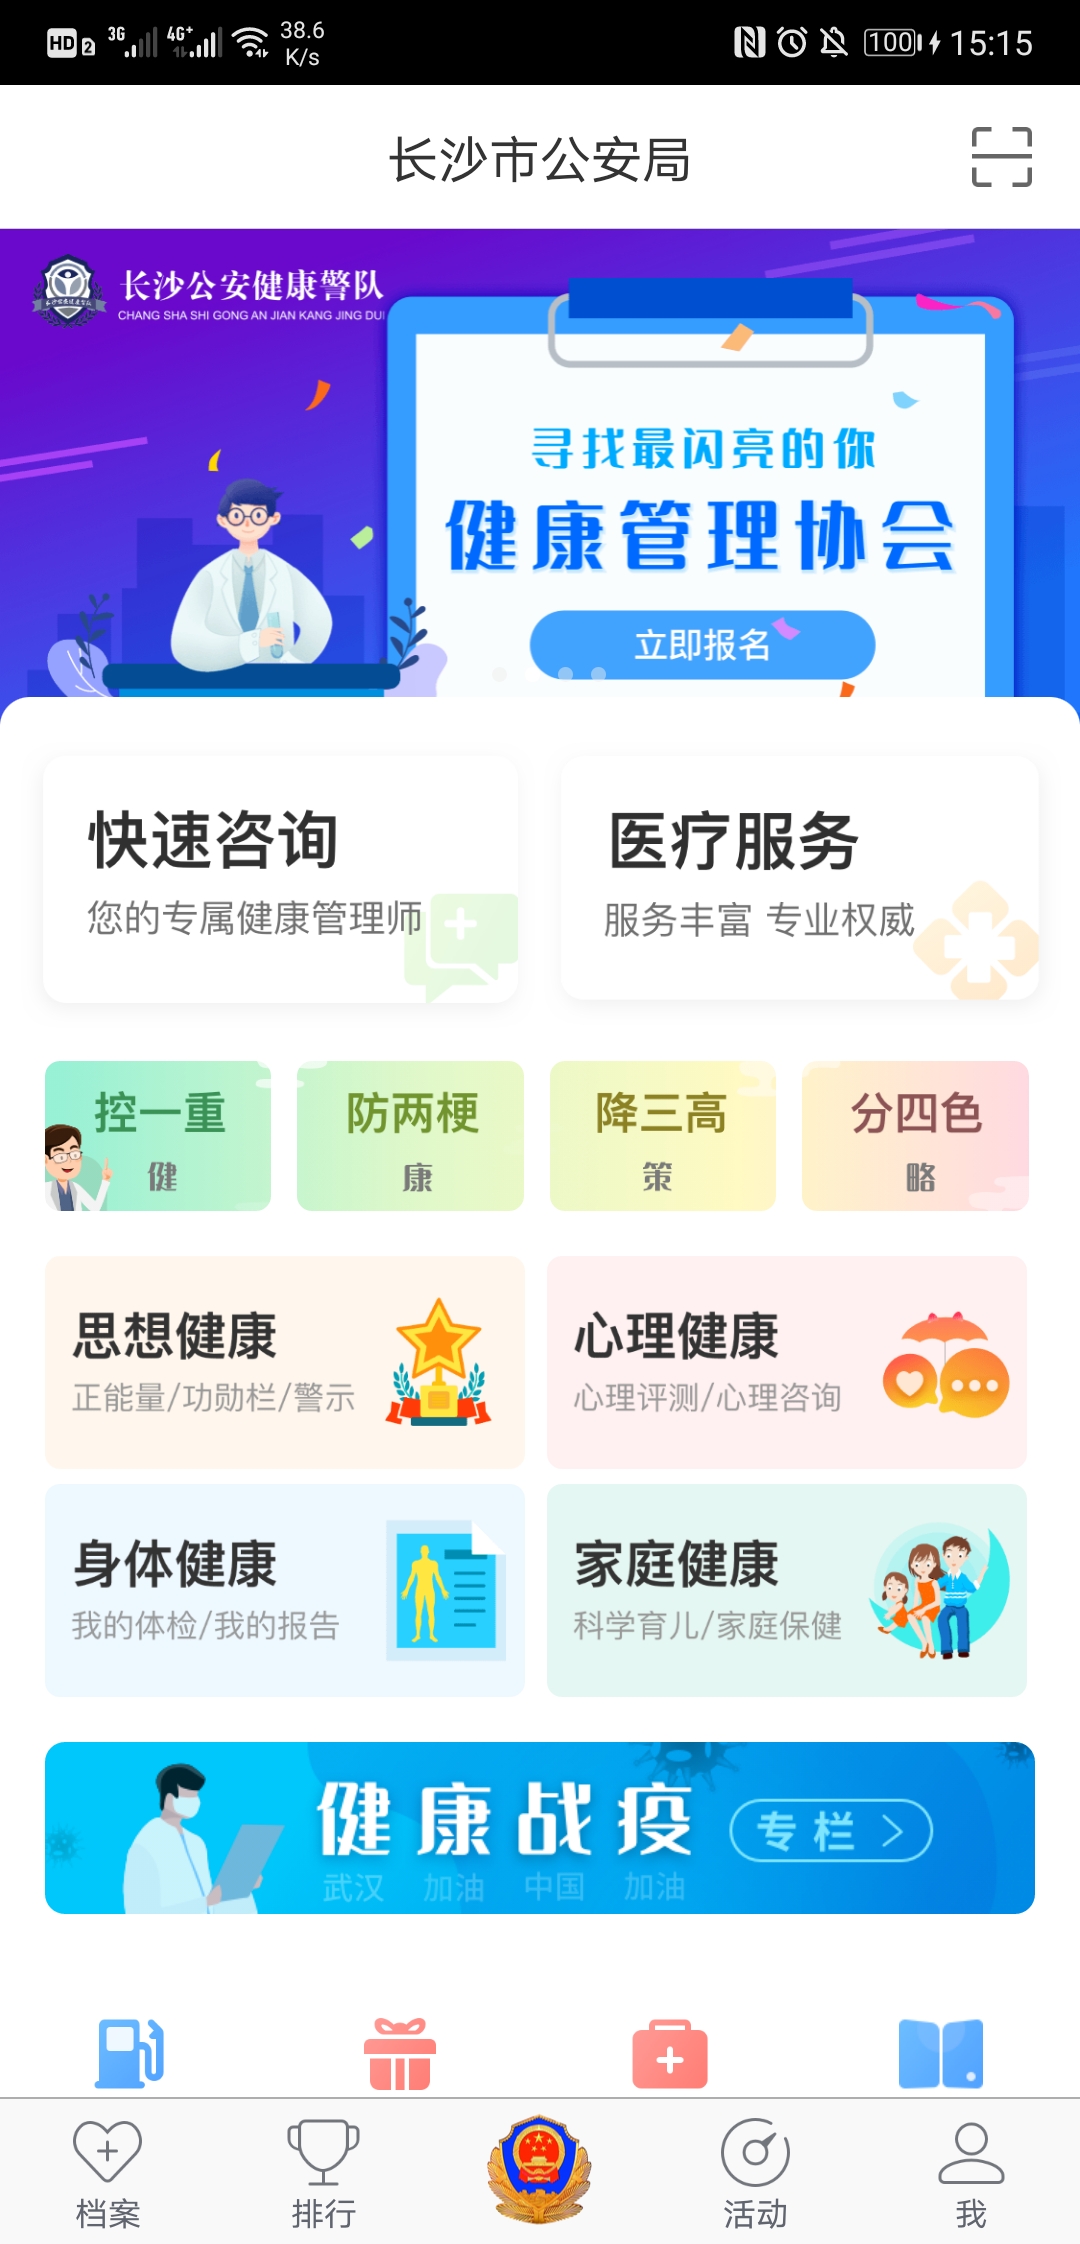 HD 2 3G 4G+ 38.6 K/s 100 15:15
长沙市公安局
长沙公安健康警队
CHANG SHA SHI GONG AN JIAN KANG JING DUI
寻找最闪亮的你
健康管理协会
立即报名
快速咨询
您的专属健康管理师
医疗服务
服务丰富 专业权威
控一重
健
防两梗
康
降三高
策
分四色
略
思想健康
正能量/功勋栏/警示
心理健康
心理评测/心理咨询
身体健康
我的体检/我的报告
家庭健康
科学育儿/家庭保健
健康战疫
专栏
武汉 加油 中国 加油
档案
排行
活动
我